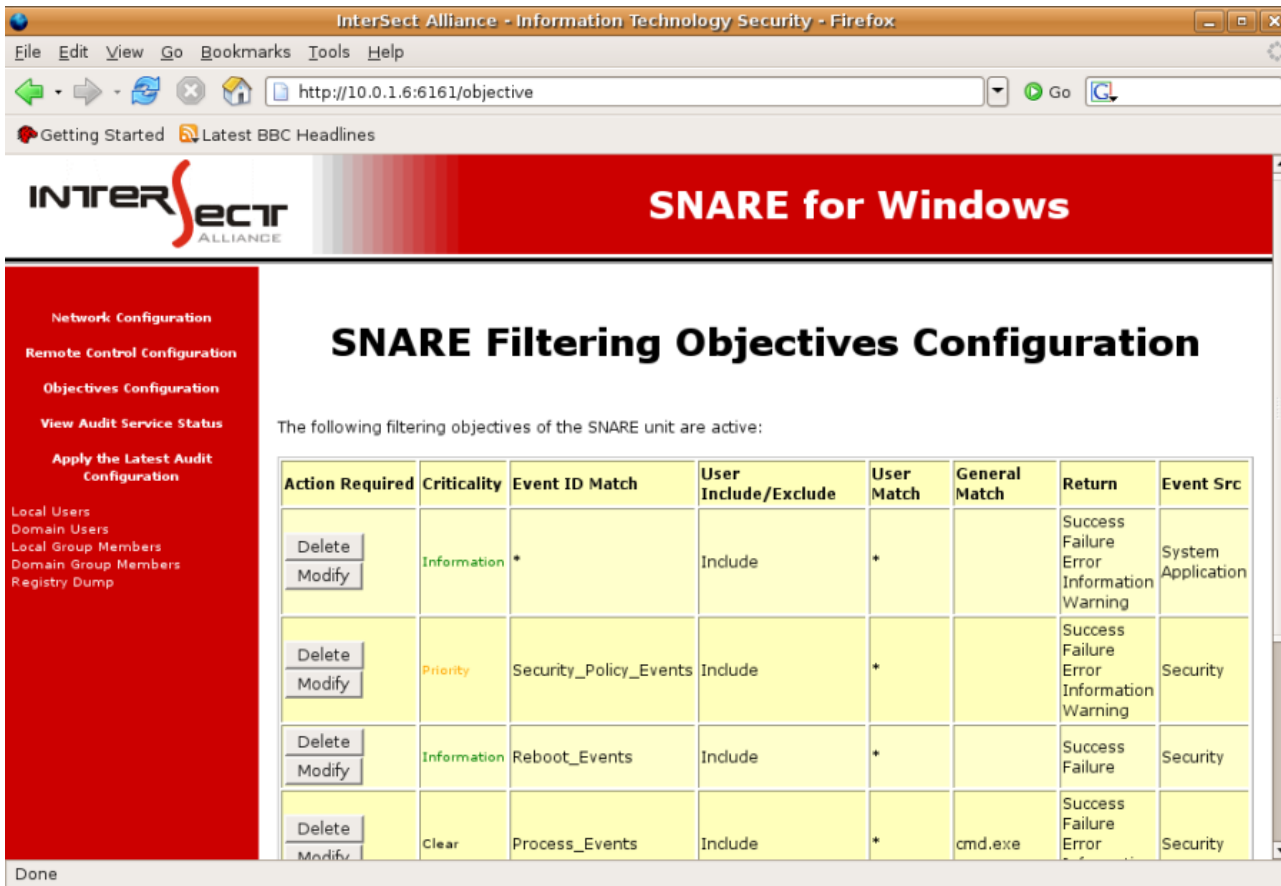 InterSect Alliance - Information Technology Security - Firefox
File Edit View Go Bookmarks Tools Help
http://10.0.1.6:6161/objective
Go
G
Getting Started
Latest BBC Headlines
INTERSECT
ALLIANCE
SNARE for Windows
Network Configuration
Remote Control Configuration
Objectives Configuration
View Audit Service Status
Apply the Latest Audit
Configuration
Local Users
Domain Users
Local Group Members
Domain Group Members
Registry Dump
SNARE Filtering Objectives Configuration
The following filtering objectives of the SNARE unit are active:
Action Required Criticality Event ID Match User Include/Exclude User Match General Match Return Event Src
Delete Modify Information * Include * Success Failure Error Information Warning System Application
Delete Modify Priority Security_Policy_Events Include * Success Failure Error Information Warning Security
Delete Modify Information Reboot_Events Include * Success Failure Security
Delete Modify Clear Process_Events Include * cmd.exe Success Failure Error Security
Done